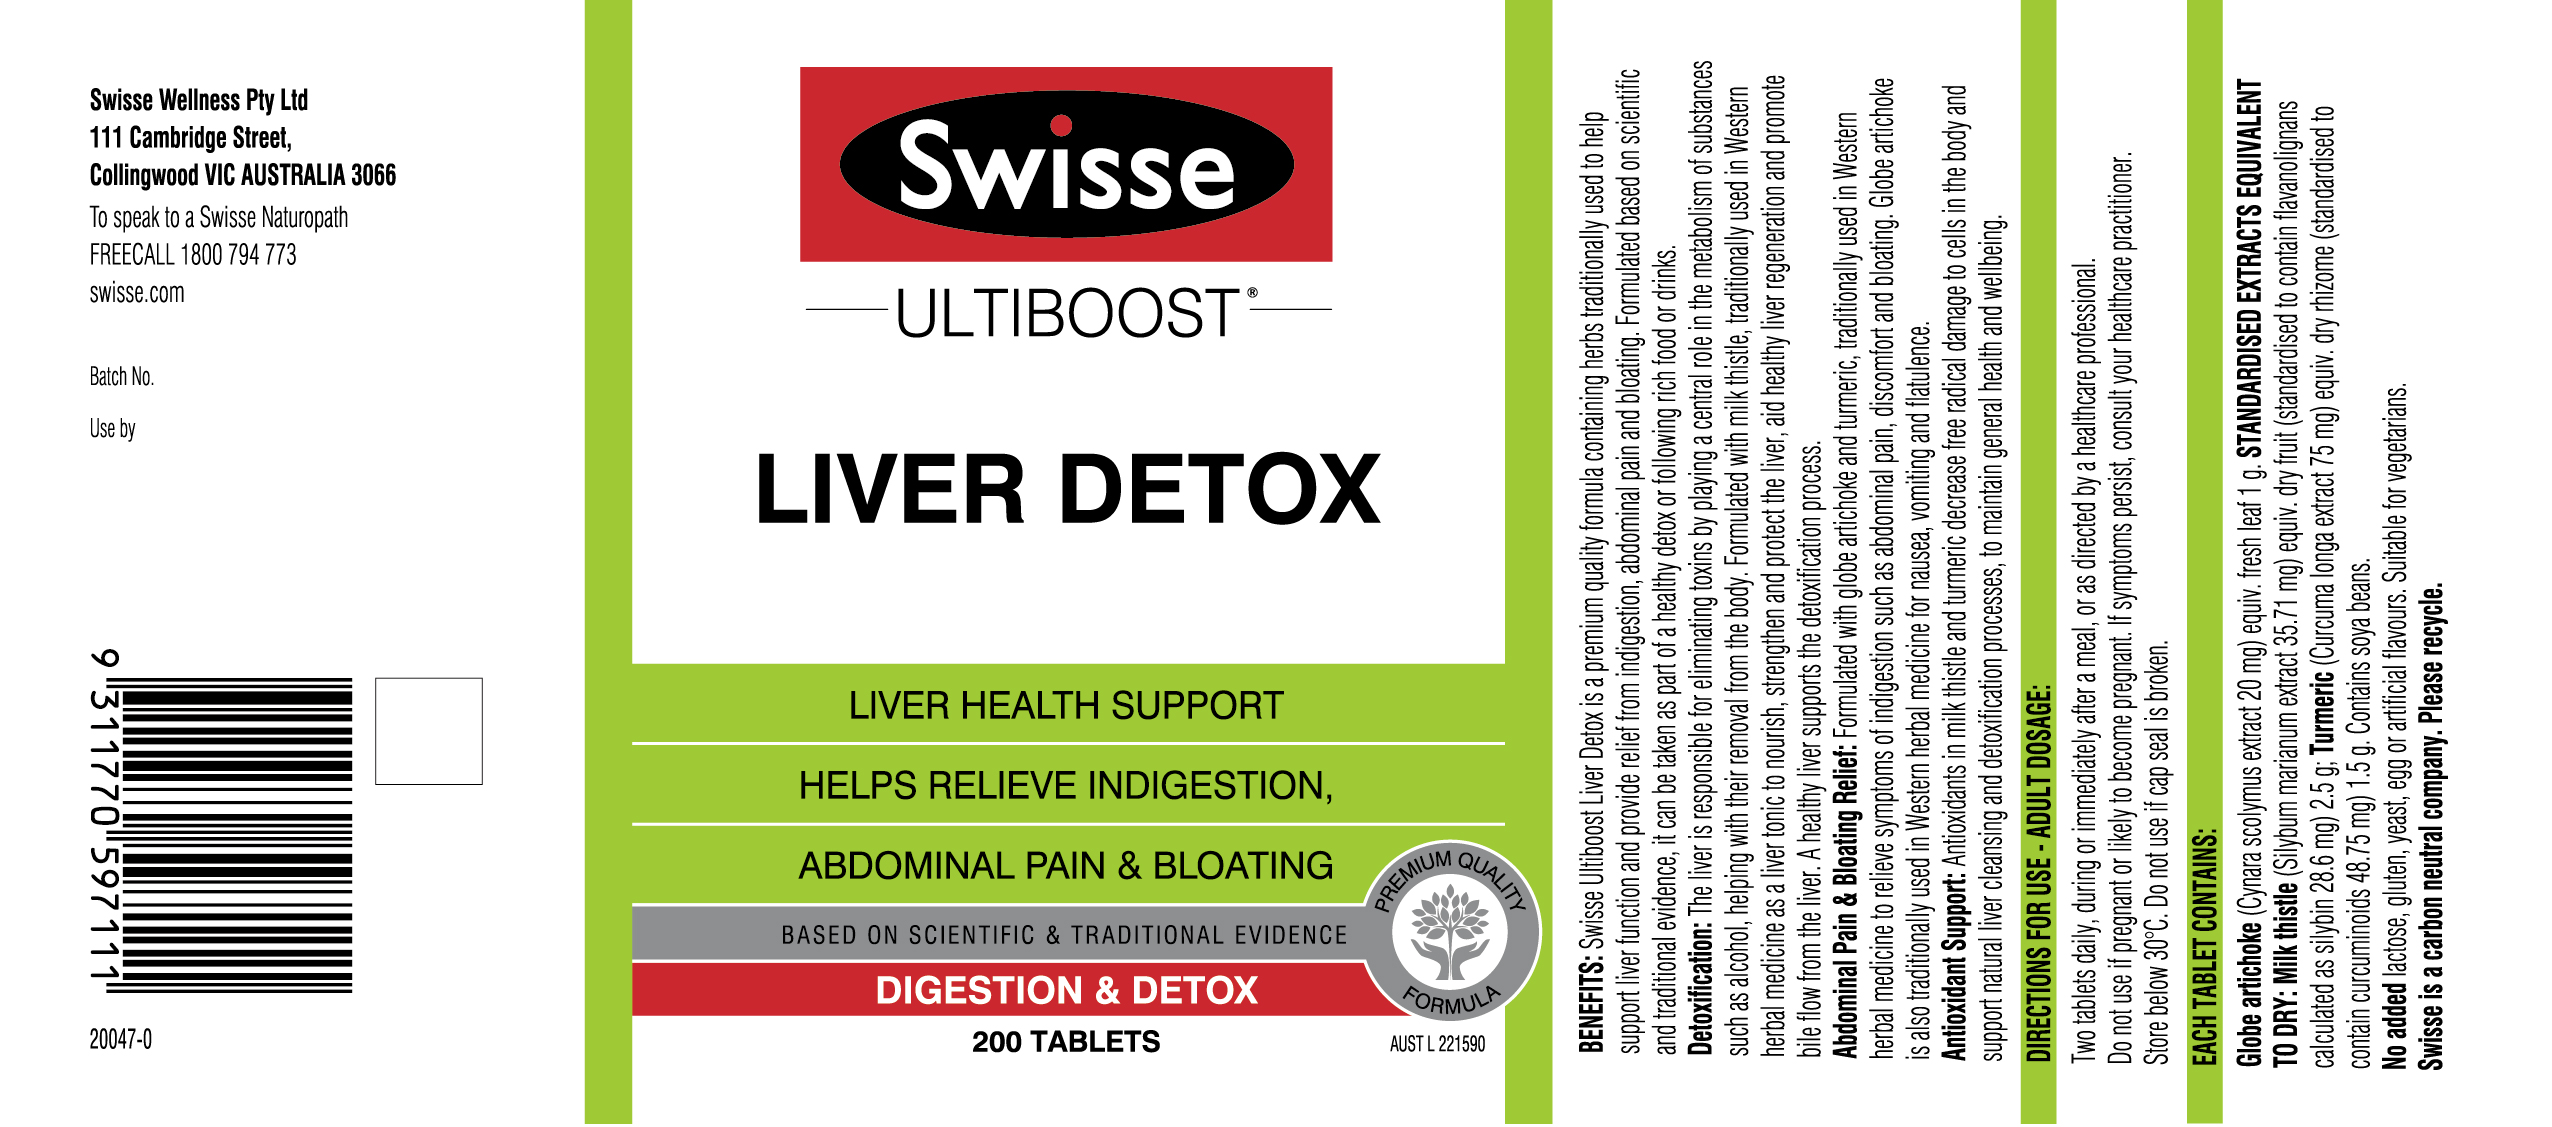 Swisse Wellness Pty Ltd
111 Cambridge Street,
Collingwood VIC AUSTRALIA 3066
To speak to a Swisse Naturopath
FREECALL 1800 794 773
swisse.com
Batch No.
Use by
9 311770 597111
20047-0
Swisse
ULTIBOOST®
LIVER DETOX
LIVER HEALTH SUPPORT
HELPS RELIEVE INDIGESTION,
ABDOMINAL PAIN & BLOATING
BASED ON SCIENTIFIC & TRADITIONAL EVIDENCE
PREMIUM QUALITY
FORMULA
DIGESTION & DETOX
200 TABLETS
AUST L 221590
BENEFITS: Swisse Ultiboost Liver Detox is a premium quality formula containing herbs traditionally used to help
support liver function and provide relief from indigestion, abdominal pain and bloating. Formulated based on scientific
and traditional evidence, it can be taken as part of a healthy detox or following rich food or drinks.
Detoxification: The liver is responsible for eliminating toxins by playing a central role in the metabolism of substances
such as alcohol, helping with their removal from the body. Formulated with milk thistle, traditionally used in Western
herbal medicine as a liver tonic to nourish, strengthen and protect the liver, aid healthy liver regeneration and promote
bile flow from the liver. A healthy liver supports the detoxification process.
Abdominal Pain & Bloating Relief: Formulated with globe artichoke and turmeric, traditionally used in Western
herbal medicine to relieve symptoms of indigestion such as abdominal pain, discomfort and bloating. Globe artichoke
is also traditionally used in Western herbal medicine for nausea, vomiting and flatulence.
Antioxidant Support: Antioxidants in milk thistle and turmeric decrease free radical damage to cells in the body and
support natural liver cleansing and detoxification processes, to maintain general health and wellbeing.
DIRECTIONS FOR USE - ADULT DOSAGE:
Two tablets daily, during or immediately after a meal, or as directed by a healthcare professional.
Do not use if pregnant or likely to become pregnant. If symptoms persist, consult your healthcare practitioner.
Store below 30°C. Do not use if cap seal is broken.
EACH TABLET CONTAINS:
Globe artichoke (Cynara scolymus extract 20 mg) equiv. fresh leaf 1 g. STANDARDISED EXTRACTS EQUIVALENT
TO DRY: Milk thistle (Silybum marianum extract 35.71 mg) equiv. dry fruit (standardised to contain flavanolignans
calculated as silybin 28.6 mg) 2.5 g; Turmeric (Curcuma longa extract 75 mg) equiv. dry rhizome (standardised to
contain curcuminoids 48.75 mg) 1.5 g. Contains soya beans.
No added lactose, gluten, yeast, egg or artificial flavours. Suitable for vegetarians.
Swisse is a carbon neutral company. Please recycle.